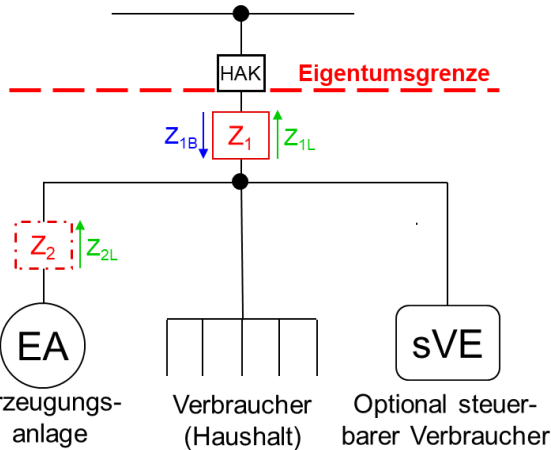 HAK
Eigentumsgrenze
Z1B
Z1
Z1L
Z2
Z2L
EA
sVE
rzeugungs-
anlage
Verbraucher
(Haushalt)
Optional steuer-
barer Verbraucher